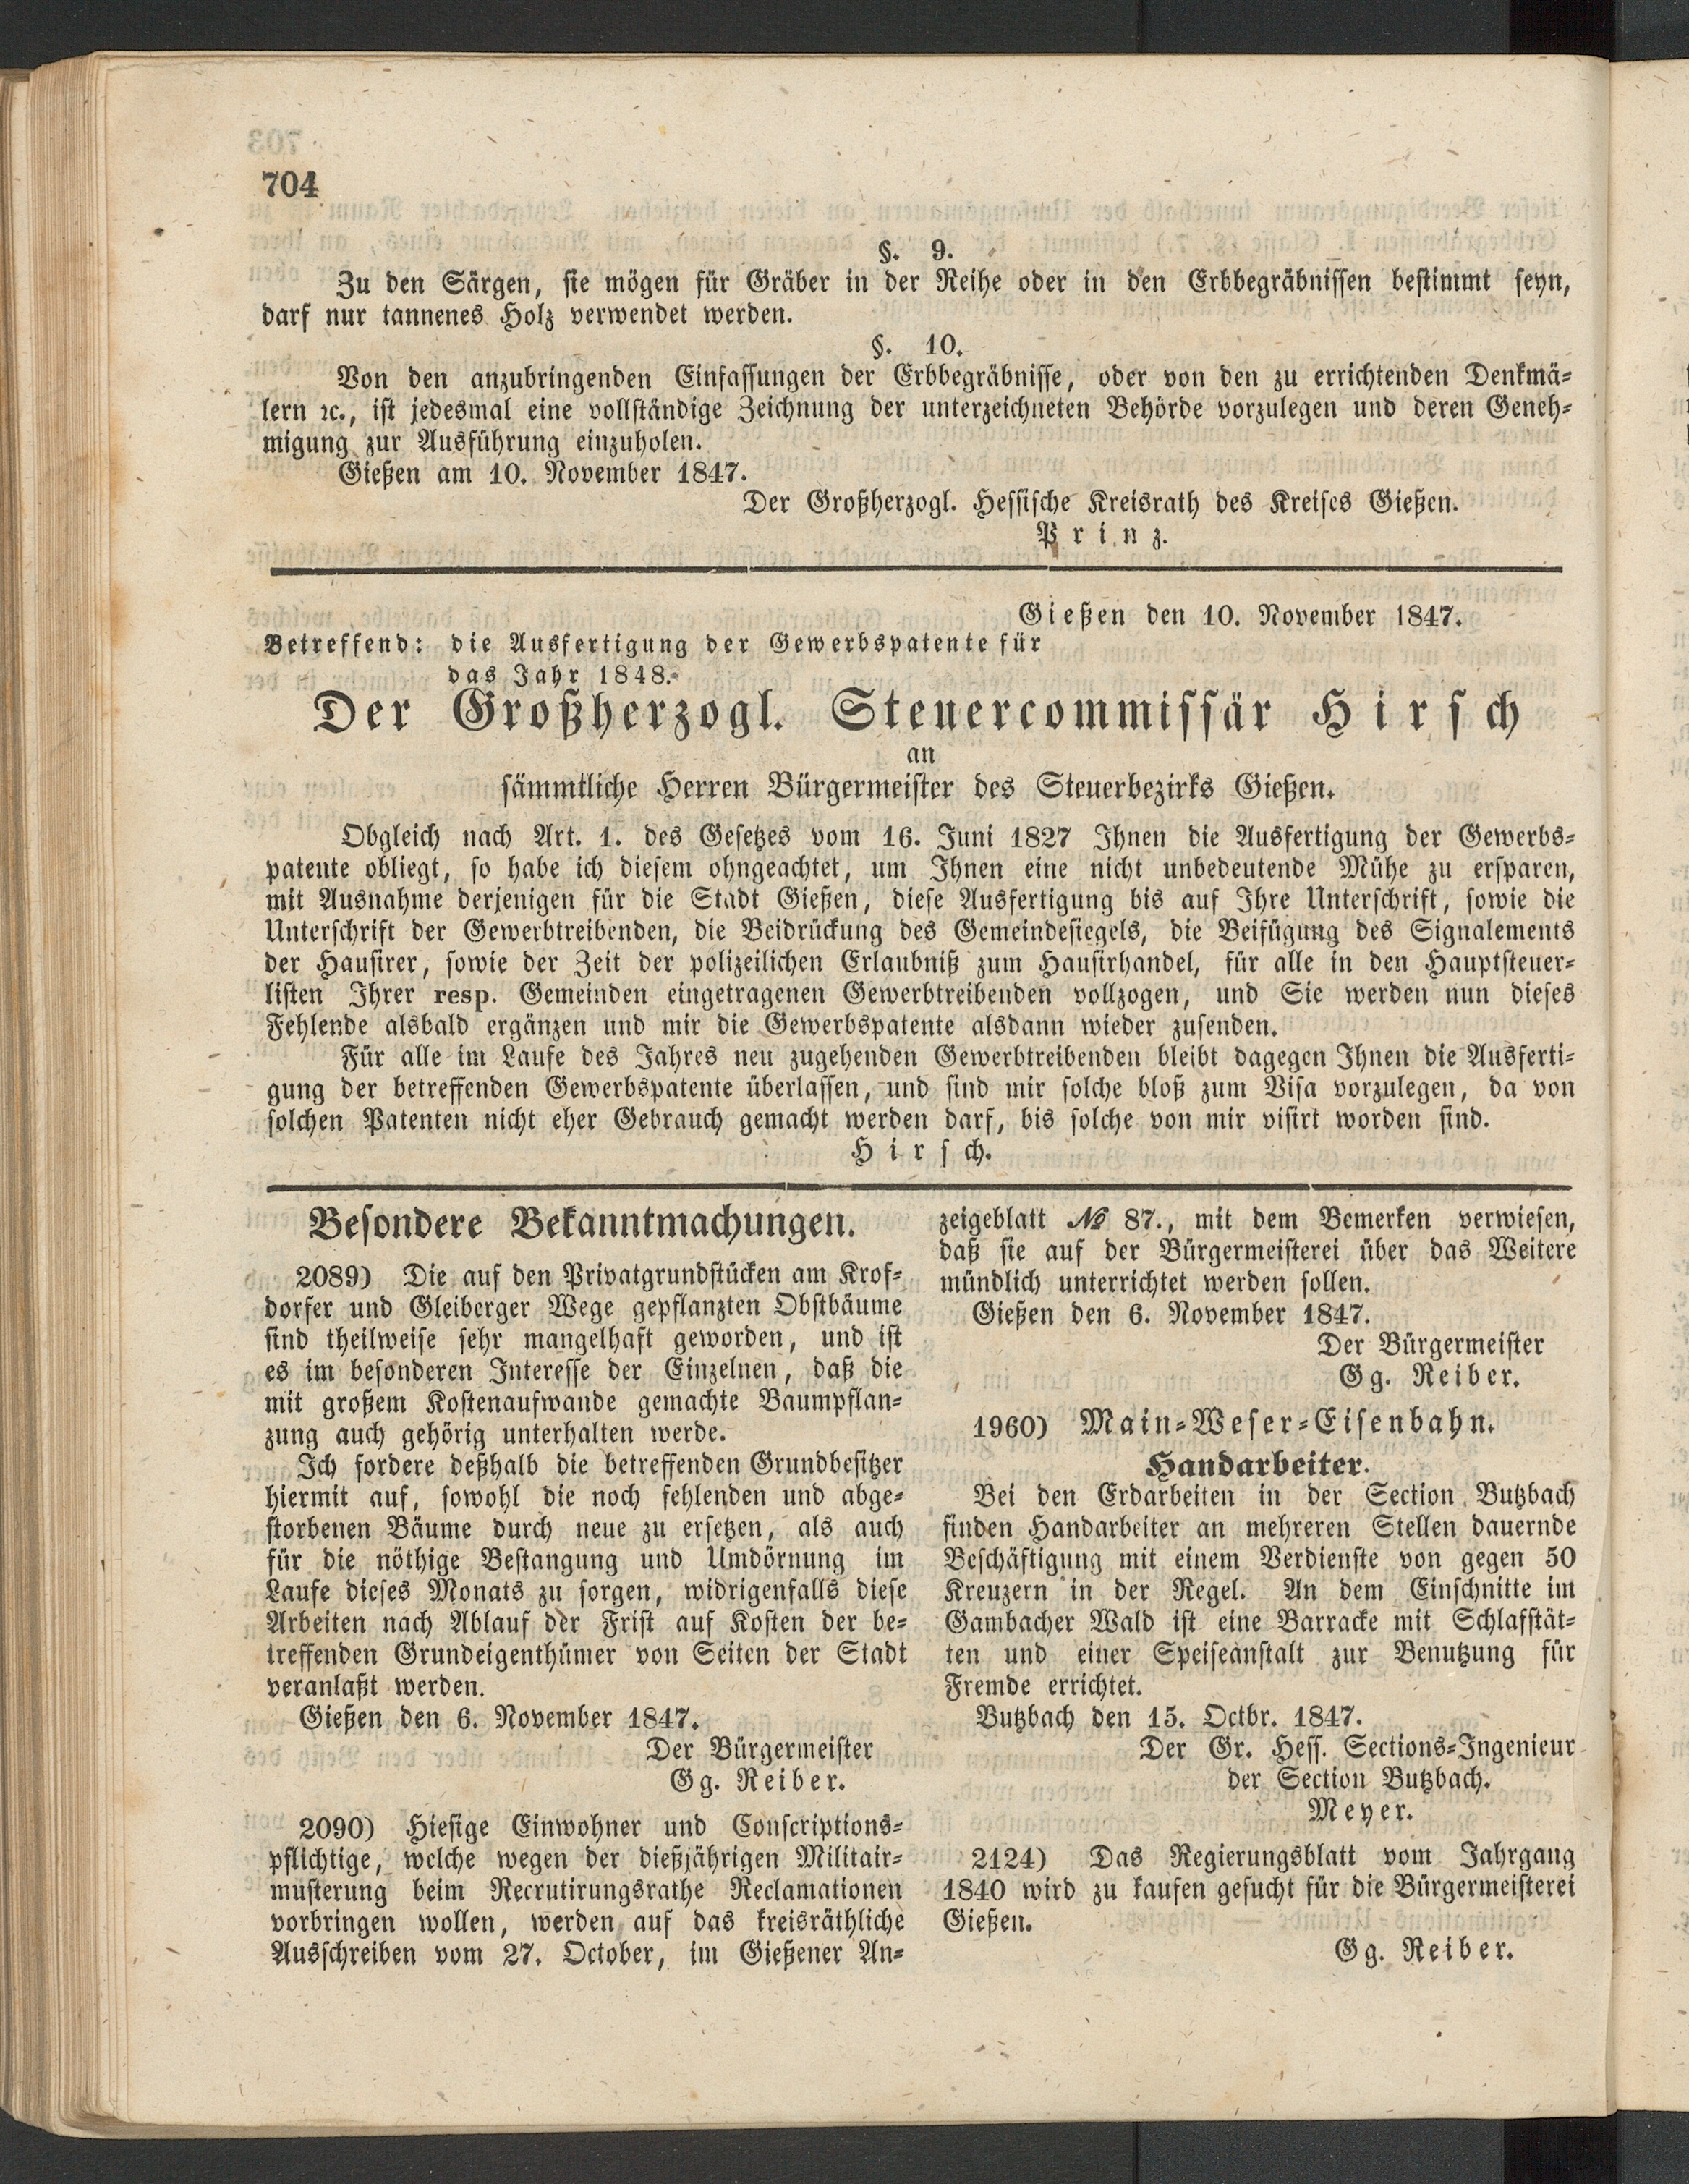 704
§. 9.
Zu den Särgen, sie mögen für Gräber in der Reihe oder in den Erbbegräbnissen bestimmt seyn,
darf nur tannenes Holz verwendet werden.
§. 10.
Von den anzubringenden Einfassungen der Erbbegräbnisse, oder von den zu errichtenden Denkmä-
lern ꝛc., ist jedesmal eine vollständige Zeichnung der unterzeichneten Behörde vorzulegen und deren Geneh-
migung zur Ausführung einzuholen.
Gießen am 10. November 1847.
Der Großherzogl. Hessische Kreisrath des Kreises Gießen.
Prinz.
Gießen den 10. November 1847.
Betreffend: die Ausfertigung der Gewerbspatente für
das Jahr 1848.
Der Großherzogl. Steuercommissär Hirsch
an
sämmtliche Herren Bürgermeister des Steuerbezirks Gießen.
Obgleich nach Art. 1. des Gesetzes vom 16. Juni 1827 Ihnen die Ausfertigung der Gewerbs-
patente obliegt, so habe ich diesem ohngeachtet, um Ihnen eine nicht unbedeutende Mühe zu ersparen,
mit Ausnahme derjenigen für die Stadt Gießen, diese Ausfertigung bis auf Ihre Unterschrift, sowie die
Unterschrift der Gewerbtreibenden, die Beidrückung des Gemeindesiegels, die Beifügung des Signalements
der Hausirer, sowie der Zeit der polizeilichen Erlaubniß zum Hausirhandel, für alle in den Hauptsteuer-
listen Ihrer resp. Gemeinden eingetragenen Gewerbtreibenden vollzogen, und Sie werden nun dieses
Fehlende alsbald ergänzen und mir die Gewerbspatente alsdann wieder zusenden.
Für alle im Laufe des Jahres neu zugehenden Gewerbtreibenden bleibt dagegen Ihnen die Ausferti-
gung der betreffenden Gewerbspatente überlassen, und sind mir solche bloß zum Visa vorzulegen, da von
solchen Patenten nicht eher Gebrauch gemacht werden darf, bis solche von mir visirt worden sind.
Hirsch.
Besondere Bekanntmachungen.
2089) Die auf den Privatgrundstücken am Krof-
dorfer und Gleiberger Wege gepflanzten Obstbäume
sind theilweise sehr mangelhaft geworden, und ist
es im besonderen Interesse der Einzelnen, daß die
mit großem Kostenaufwande gemachte Baumpflan-
zung auch gehörig unterhalten werde.
Ich fordere deßhalb die betreffenden Grundbesitzer
hiermit auf, sowohl die noch fehlenden und abge-
storbenen Bäume durch neue zu ersetzen, als auch
für die nöthige Bestangung und Umdörnung im
Laufe dieses Monats zu sorgen, widrigenfalls diese
Arbeiten nach Ablauf der Frist auf Kosten der be-
treffenden Grundeigenthümer von Seiten der Stadt
veranlaßt werden.
Gießen den 6. November 1847.
Der Bürgermeister
Gg. Reiber.
2090) Hiesige Einwohner und Conscriptions-
pflichtige, welche wegen der dießjährigen Militair-
musterung beim Recrutirungsrathe Reclamationen
vorbringen wollen, werden auf das kreisräthliche
Ausschreiben vom 27. October, im Gießener An-
zeigeblatt № 87., mit dem Bemerken verwiesen,
daß sie auf der Bürgermeisterei über das Weitere
mündlich unterrichtet werden sollen.
Gießen den 6. November 1847.
Der Bürgermeister
Gg. Reiber.
1960) Main-Weser-Eisenbahn.
Handarbeiter.
Bei den Erdarbeiten in der Section Butzbach
finden Handarbeiter an mehreren Stellen dauernde
Beschäftigung mit einem Verdienste von gegen 50
Kreuzern in der Regel. An dem Einschnitte im
Gambacher Wald ist eine Barracke mit Schlafstät-
ten und einer Speiseanstalt zur Benutzung für
Fremde errichtet.
Butzbach den 15. Octbr. 1847.
Der Gr. Hess. Sections-Ingenieur
der Section Butzbach.
Meyer.
2124) Das Regierungsblatt vom Jahrgang
1840 wird zu kaufen gesucht für die Bürgermeisterei
Gießen.
Gg. Reiber.